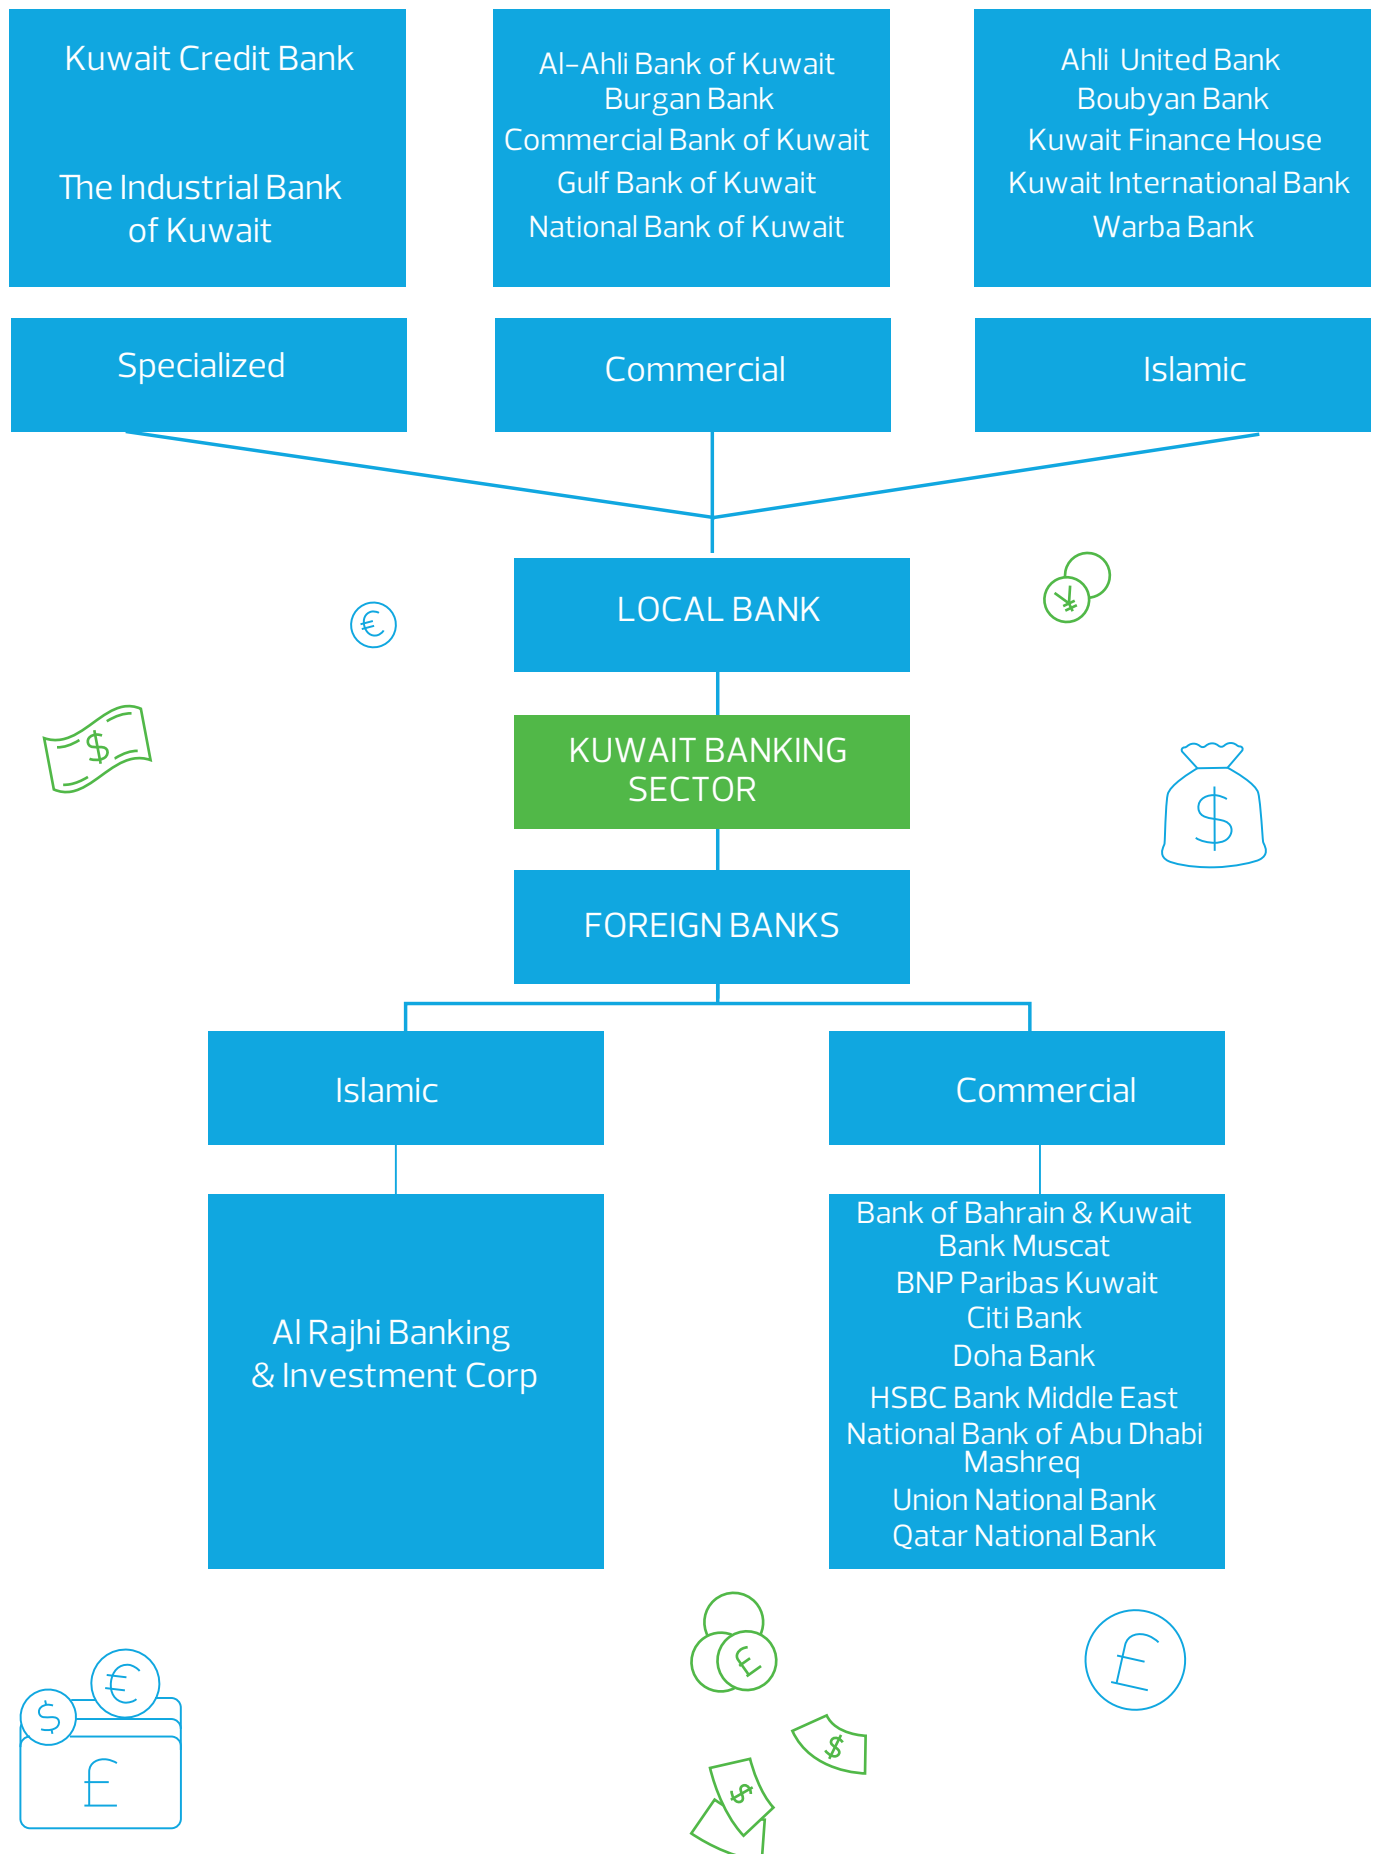 Kuwait Credit Bank
The Industrial Bank
of Kuwait
Al-Ahli Bank of Kuwait
Burgan Bank
Commercial Bank of Kuwait
Gulf Bank of Kuwait
National Bank of Kuwait
Ahli United Bank
Boubyan Bank
Kuwait Finance House
Kuwait International Bank
Warba Bank
Specialized
Commercial
Islamic
LOCAL BANK
€
¥
$
KUWAIT BANKING
SECTOR
$
FOREIGN BANKS
Islamic
Commercial
Al Rajhi Banking
& Investment Corp
Bank of Bahrain & Kuwait
Bank Muscat
BNP Paribas Kuwait
Citi Bank
Doha Bank
HSBC Bank Middle East
National Bank of Abu Dhabi
Mashreq
Union National Bank
Qatar National Bank
€
$
£
£
£
$
$